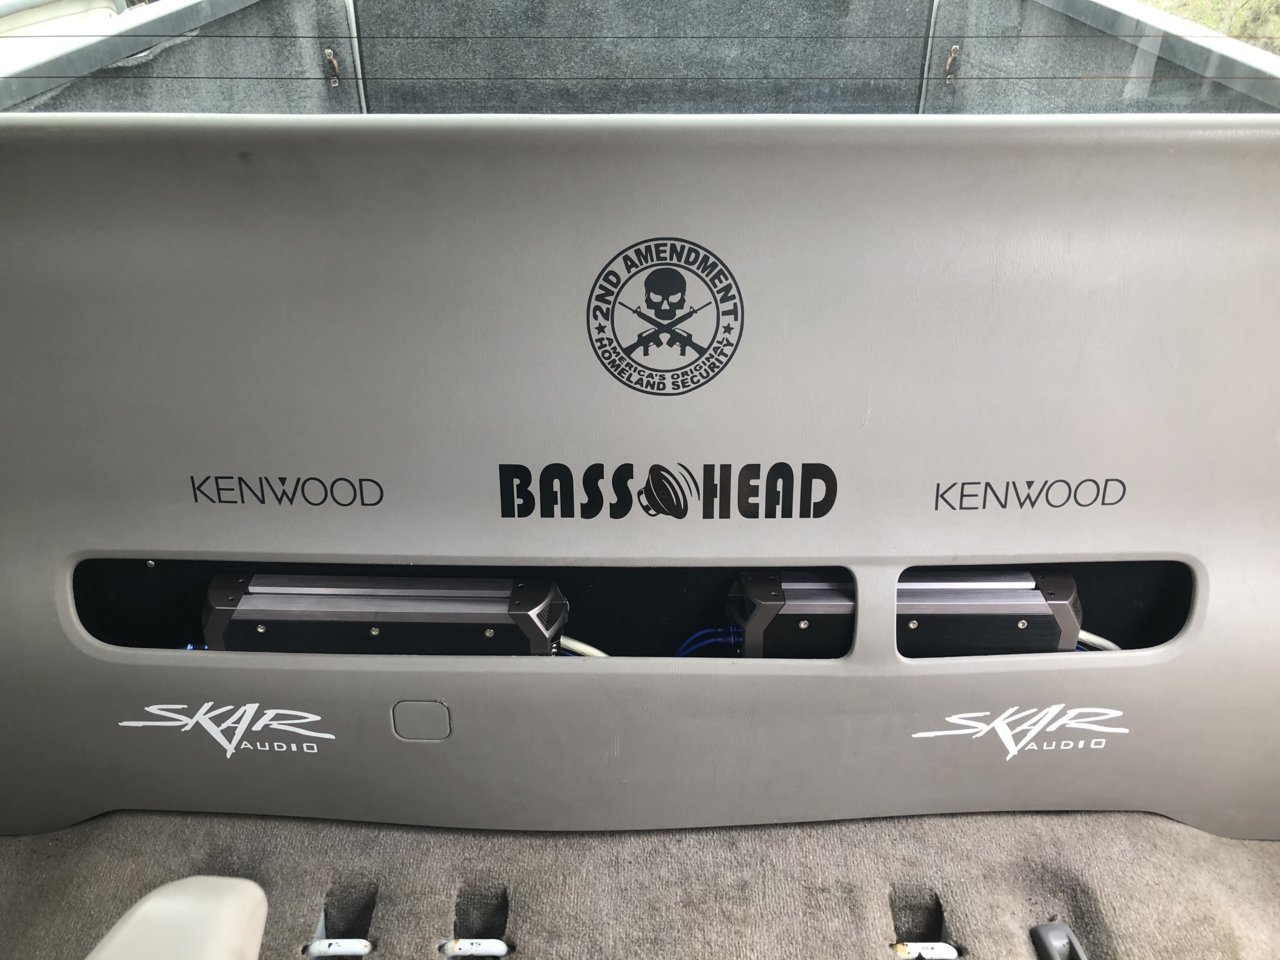 2ND AMENDMENT
AMERICA'S ORIGINAL
HOMELAND SECURITY
KENWOOD
BASS HEAD
KENWOOD
SKAR
AUDIO
SKAR
AUDIO